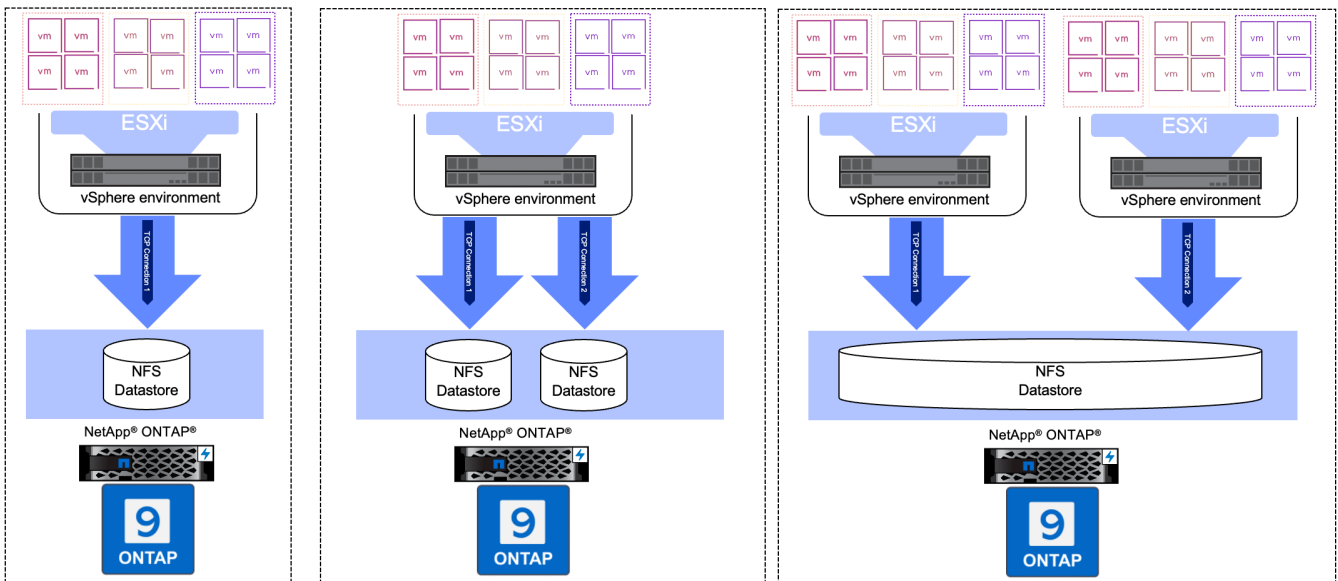 vm vm vm vm vm vm
vm vm vm vm vm vm
ESXi
vSphere environment
TCP Connection 1
NFS
Datastore
NetApp® ONTAP®
9
ONTAP
vm vm vm vm vm vm
vm vm vm vm vm vm
ESXi
vSphere environment
TCP Connection 1
TCP Connection 2
NFS
Datastore
NFS
Datastore
NetApp® ONTAP®
9
ONTAP
vm vm vm vm vm vm
vm vm vm vm vm vm
ESXi
vSphere environment
TCP Connection 1
vm vm vm vm vm vm
vm vm vm vm vm vm
ESXi
vSphere environment
TCP Connection 2
NFS
Datastore
NetApp® ONTAP®
9
ONTAP